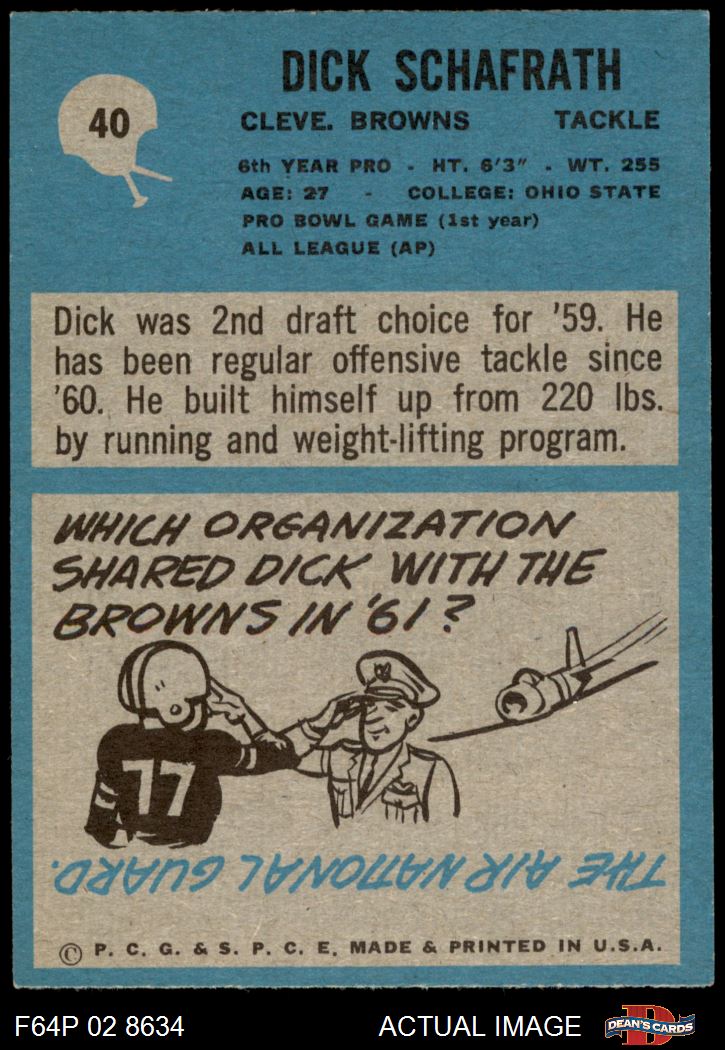 DICK SCHAFRATH
40
CLEVE. BROWNS TACKLE
6th YEAR PRO - HT. 6'3" - WT. 255
AGE: 27 - COLLEGE: OHIO STATE
PRO BOWL GAME (1st year)
ALL LEAGUE (AP)
Dick was 2nd draft choice for '59. He
has been regular offensive tackle since
'60. He built himself up from 220 lbs.
by running and weight-lifting program.
WHICH ORGANIZATION
SHARED DICK WITH THE
BROWNS IN '61?
77
THE AIR NATIONAL GUARD.
© P. C. G. & S. P. C. E. MADE & PRINTED IN U.S.A.
F64P 02 8634 ACTUAL IMAGE
D
DEAN'S CARDS